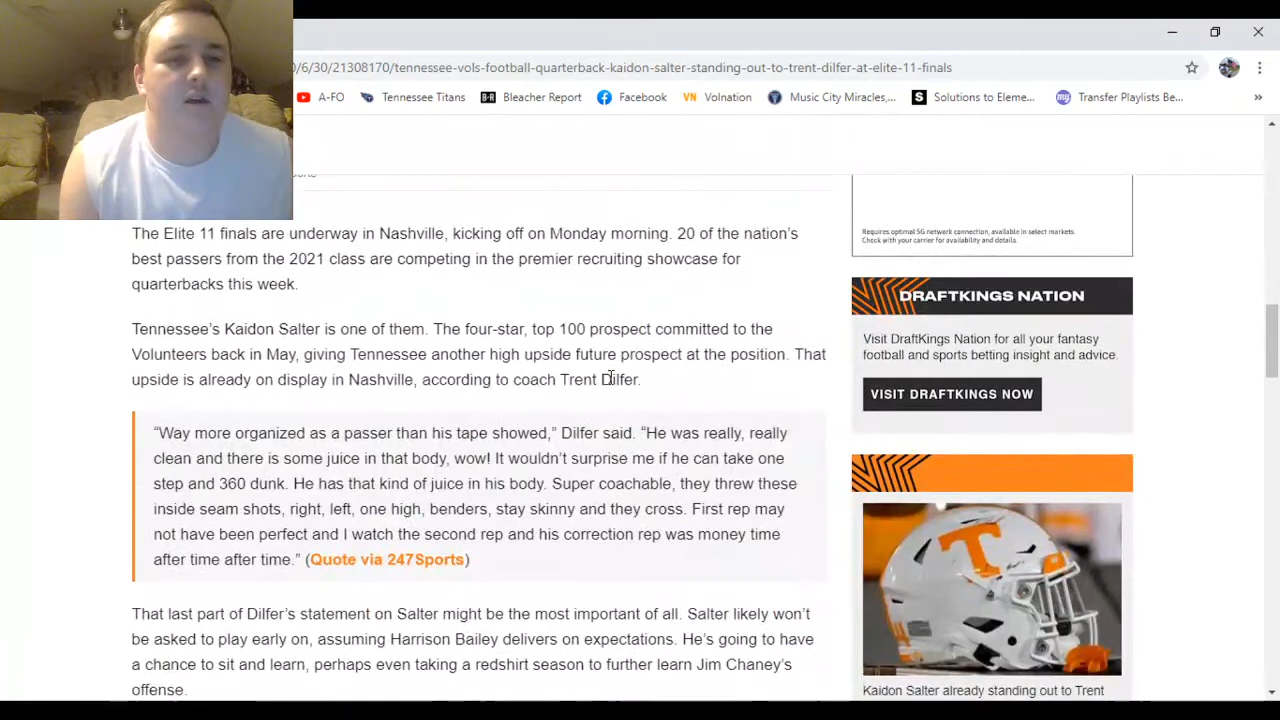 0/6/30/21308170/tennessee-vols-football-quarterback-kaidon-salter-standing-out-to-trent-dilfer-at-elite-11-finals
A-FO
Tennessee Titans
B/R Bleacher Report
Facebook
VN Volnation
Music City Miracles,...
S Solutions to Eleme...
my Transfer Playlists Be...
»
The Elite 11 finals are underway in Nashville, kicking off on Monday morning. 20 of the nation’s
best passers from the 2021 class are competing in the premier recruiting showcase for
quarterbacks this week.
Tennessee’s Kaidon Salter is one of them. The four-star, top 100 prospect committed to the
Volunteers back in May, giving Tennessee another high upside future prospect at the position. That
upside is already on display in Nashville, according to coach Trent Dilfer.
“Way more organized as a passer than his tape showed,” Dilfer said. “He was really, really
clean and there is some juice in that body, wow! It wouldn’t surprise me if he can take one
step and 360 dunk. He has that kind of juice in his body. Super coachable, they threw these
inside seam shots, right, left, one high, benders, stay skinny and they cross. First rep may
not have been perfect and I watch the second rep and his correction rep was money time
after time after time.” (Quote via 247Sports)
That last part of Dilfer’s statement on Salter might be the most important of all. Salter likely won’t
be asked to play early on, assuming Harrison Bailey delivers on expectations. He’s going to have
a chance to sit and learn, perhaps even taking a redshirt season to further learn Jim Chaney’s
offense.
Requires optimal 5G network connection, available in select markets.
Check with your carrier for availability and details.
DRAFTKINGS NATION
Visit DraftKings Nation for all your fantasy
football and sports betting insight and advice.
VISIT DRAFTKINGS NOW
T
Kaidon Salter already standing out to Trent